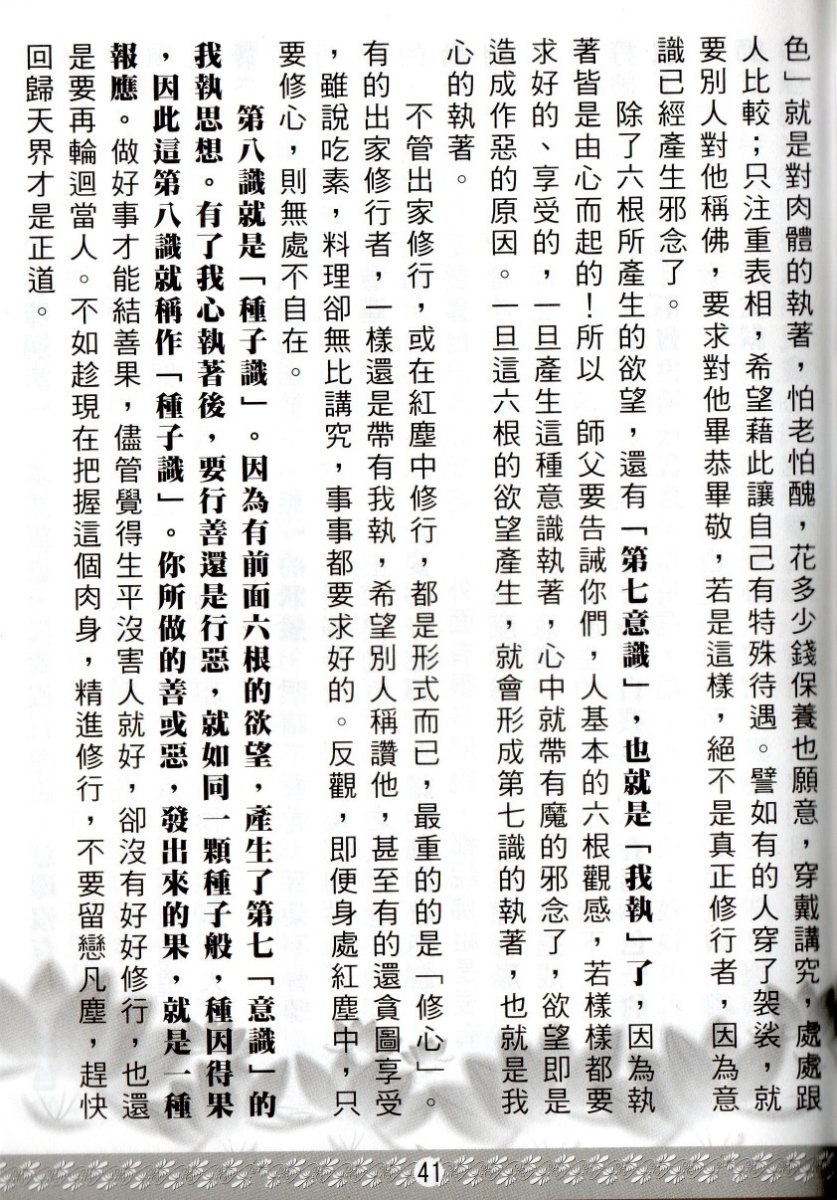 色」就是對肉體的執著，怕老怕醜，花多少錢保養也願意，穿戴講究，處處跟
人比較；只注重表相，希望藉此讓自己有特殊待遇。譬如有的人穿了袈裟，就
要別人對他稱佛，要求對他畢恭畢敬，若是這樣，絕不是真正修行者，因為意
識已經產生邪念了。
除了六根所產生的欲望，還有「第七意識」，也就是「我執」了，因為執
著皆是由心而起的！所以　師父要告誡你們，人基本的六根觀感，若樣樣都要
求好的、享受的，一旦產生這種意識執著，心中就帶有魔的邪念了，欲望即是
造成作惡的原因。一旦這六根的欲望產生，就會形成第七識的執著，也就是我
心的執著。
不管出家修行，或在紅塵中修行，都是形式而已，最重的的是「修心」。
有的出家修行者，一樣還是帶有我執，希望別人稱讚他，甚至有的還貪圖享受
，雖說吃素，料理卻無比講究，事事都要求好的。反觀，即便身處紅塵中，只
要修心，則無處不自在。
第八識就是「種子識」。因為有前面六根的欲望，產生了第七「意識」的
我執思想。有了我心執著後，要行善還是行惡，就如同一顆種子般，種因得果
，因此這第八識就稱作「種子識」。你所做的善或惡，發出來的果，就是一種
報應。做好事才能結善果，儘管覺得生平沒害人就好，卻沒有好好修行，也還
是要再輪迴當人。不如趁現在把握這個肉身，精進修行，不要留戀凡塵，趕快
回歸天界才是正道。
41